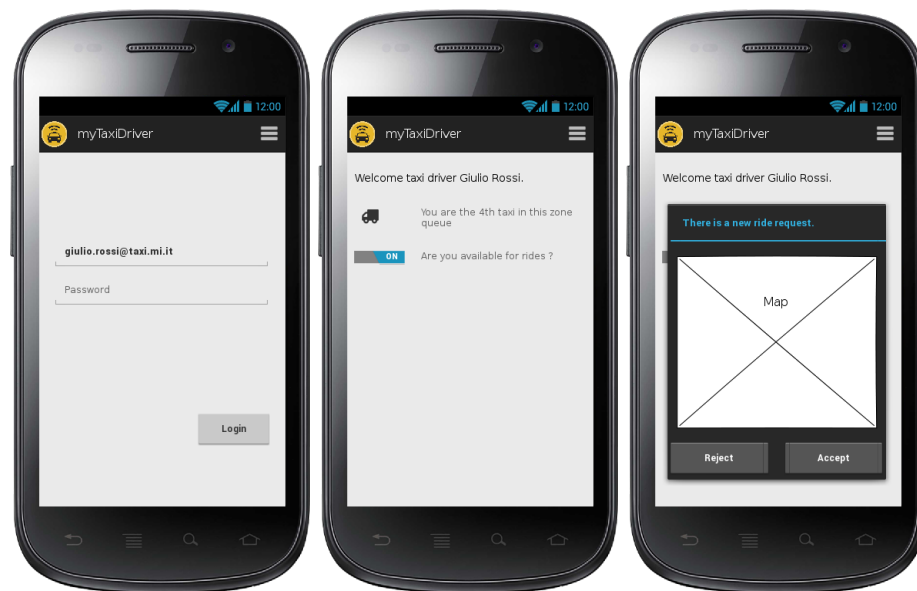 12:00
myTaxiDriver
giulio.rossi@taxi.mi.it
Password
Login
12:00
myTaxiDriver
Welcome taxi driver Giulio Rossi.
You are the 4th taxi in this zone
queue
ON
Are you available for rides ?
12:00
myTaxiDriver
Welcome taxi driver Giulio Rossi.
There is a new ride request.
Map
Reject
Accept